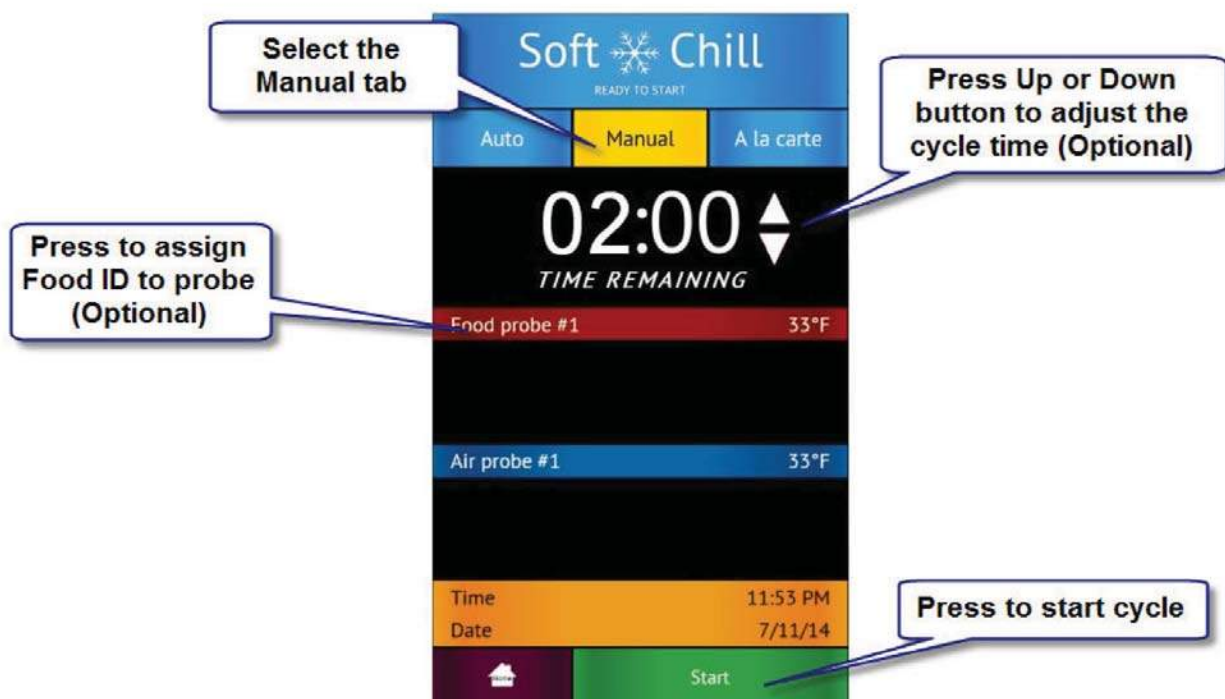 Select the
Manual tab
Soft Chill
READY TO START
Press Up or Down
button to adjust the
cycle time (Optional)
Auto Manual A la carte
02:00
TIME REMAINING
Press to assign
Food ID to probe
(Optional)
Food probe #1 33°F
Air probe #1 33°F
Time 11:53 PM
Date 7/11/14
Press to start cycle
Home Start